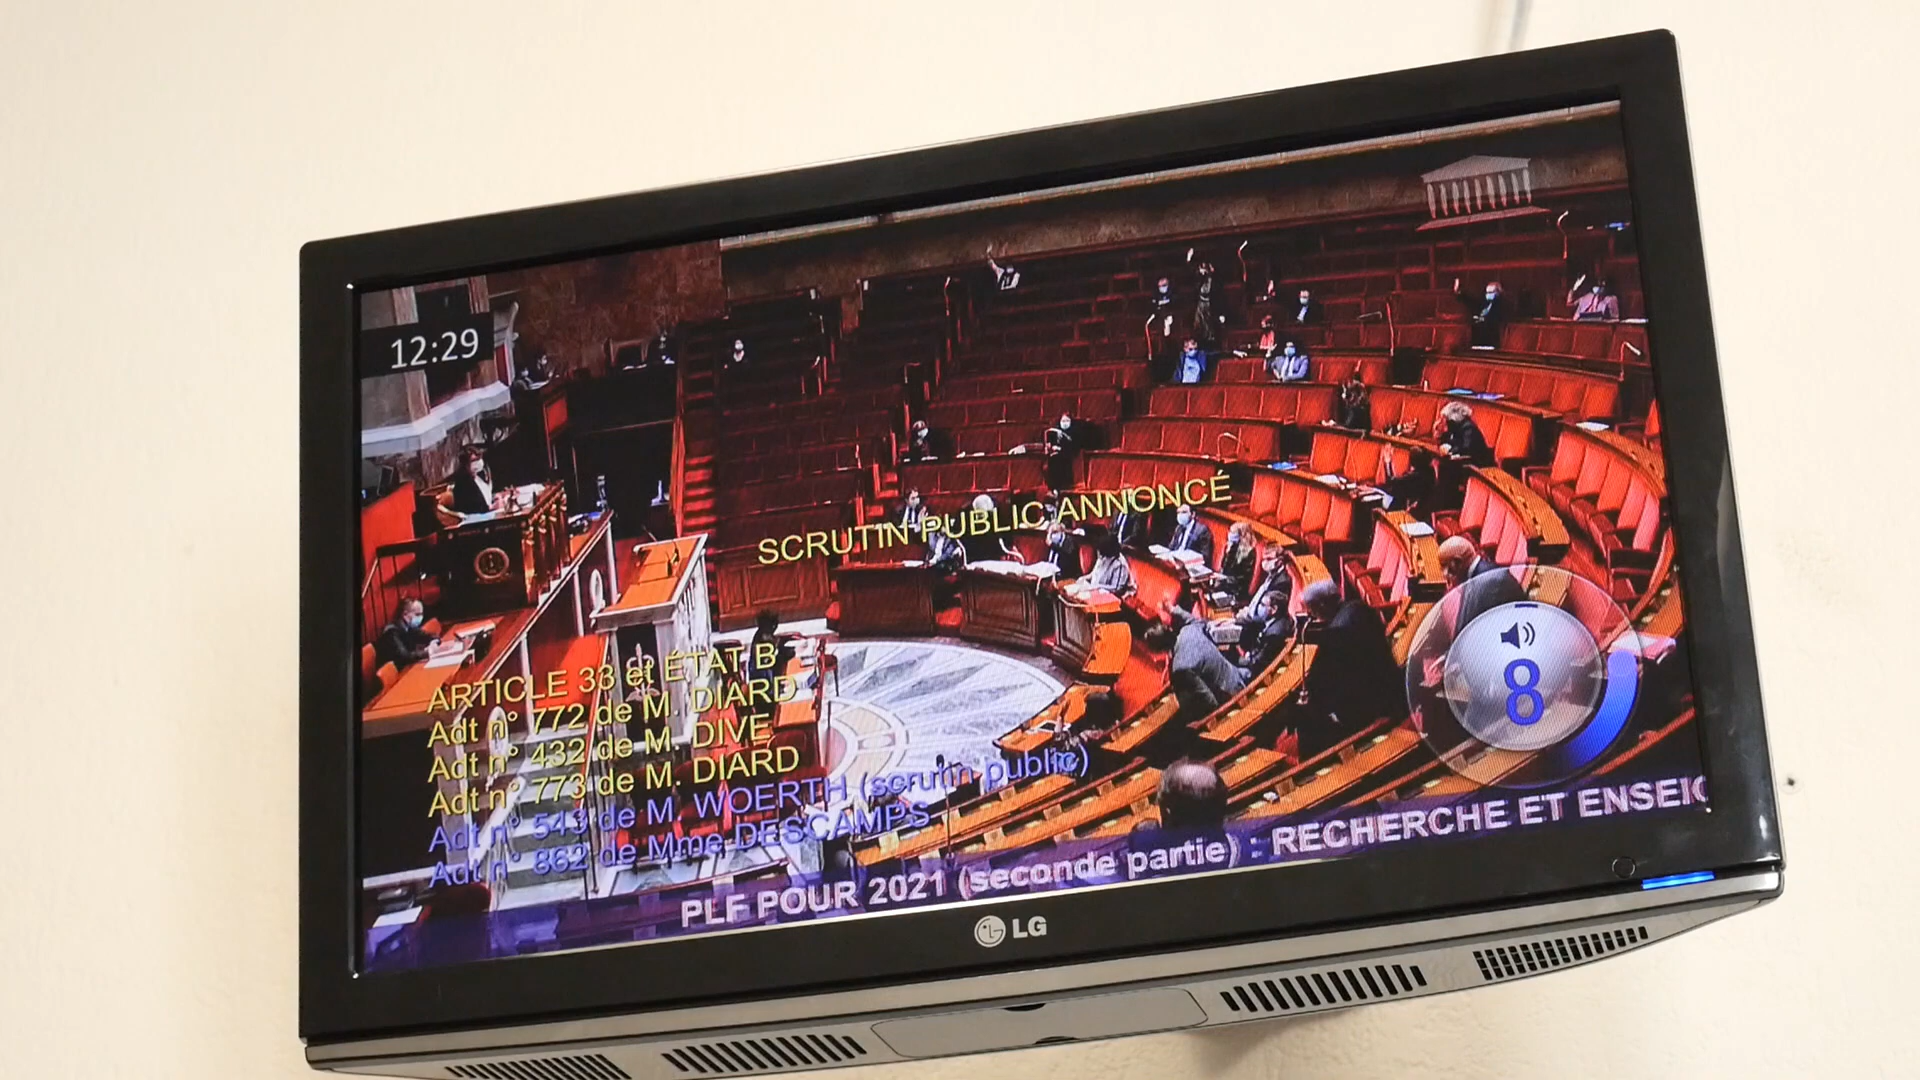 12:29
SCRUTIN PUBLIC ANNONCÉ
ARTICLE 33 et ÉTAT B
Adt n° 772 de M. DIARD
Adt n° 432 de M. DIVE
Adt n° 773 de M. DIARD
Adt n° 543 de M. WOERTH (scrutin public)
Adt n° 862 de Mme DESCAMPS
8
PLF POUR 2021 (seconde partie) : RECHERCHE ET ENSEIG
LG